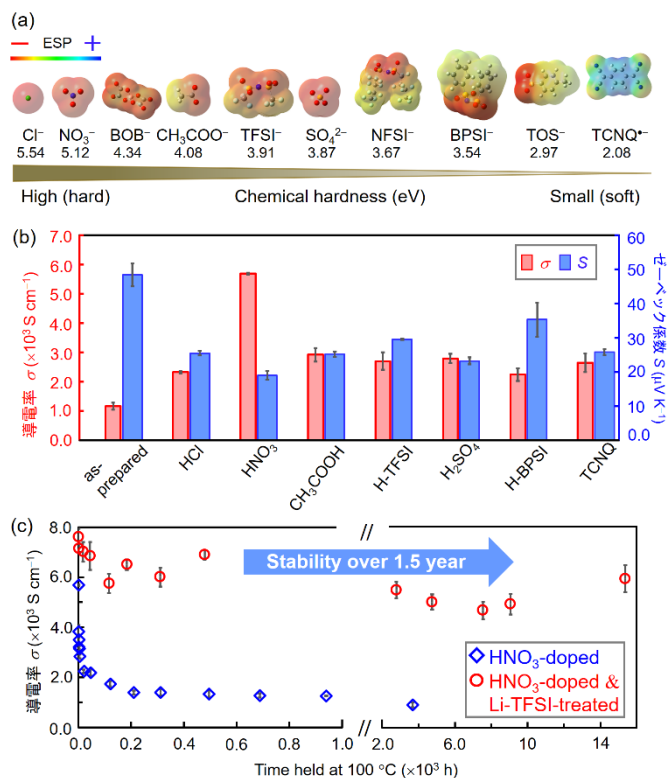 (a)
− ESP +
Cl⁻ NO₃⁻ BOB⁻ CH₃COO⁻ TFSI⁻ SO₄²⁻ NFSI⁻ BPSI⁻ TOS⁻ TCNQ•⁻
5.54 5.12 4.34 4.08 3.91 3.87 3.67 3.54 2.97 2.08
High (hard) Chemical hardness (eV) Small (soft)
(b)
導電率 σ (×10³ S cm⁻¹)
7.0
6.0
5.0
4.0
3.0
2.0
1.0
0.0
σ S
60
50
40
30
20
10
0
ゼーベック係数 S (μV K⁻¹)
as-prepared HCl HNO₃ CH₃COOH H-TFSI H₂SO₄ H-BPSI TCNQ
(c)
導電率 σ (×10³ S cm⁻¹)
8.0
6.0
4.0
2.0
0
//
Stability over 1.5 year
HNO₃-doped
HNO₃-doped &
Li-TFSI-treated
//
0.0 0.2 0.4 0.6 0.8 1.0 2.0 6 10 14
Time held at 100 °C (×10³ h)